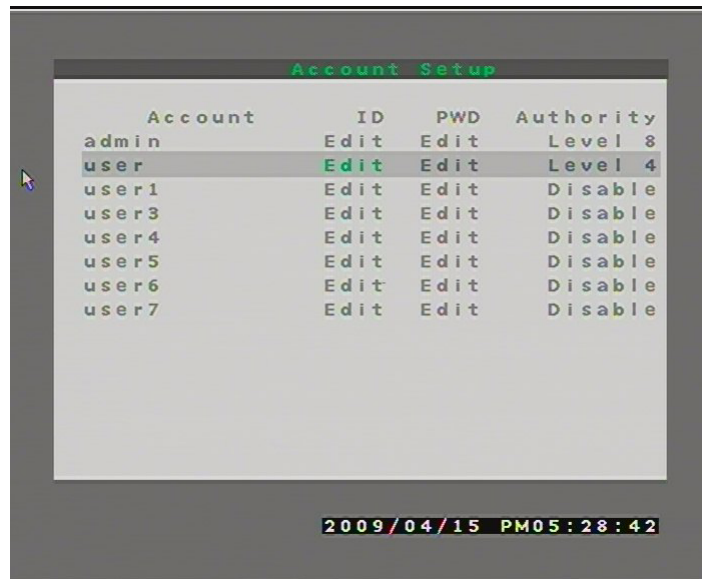 Account Setup
Account ID PWD Authority
admin Edit Edit Level 8
user Edit Edit Level 4
user1 Edit Edit Disable
user3 Edit Edit Disable
user4 Edit Edit Disable
user5 Edit Edit Disable
user6 Edit Edit Disable
user7 Edit Edit Disable
2009/04/15 PM05:28:42